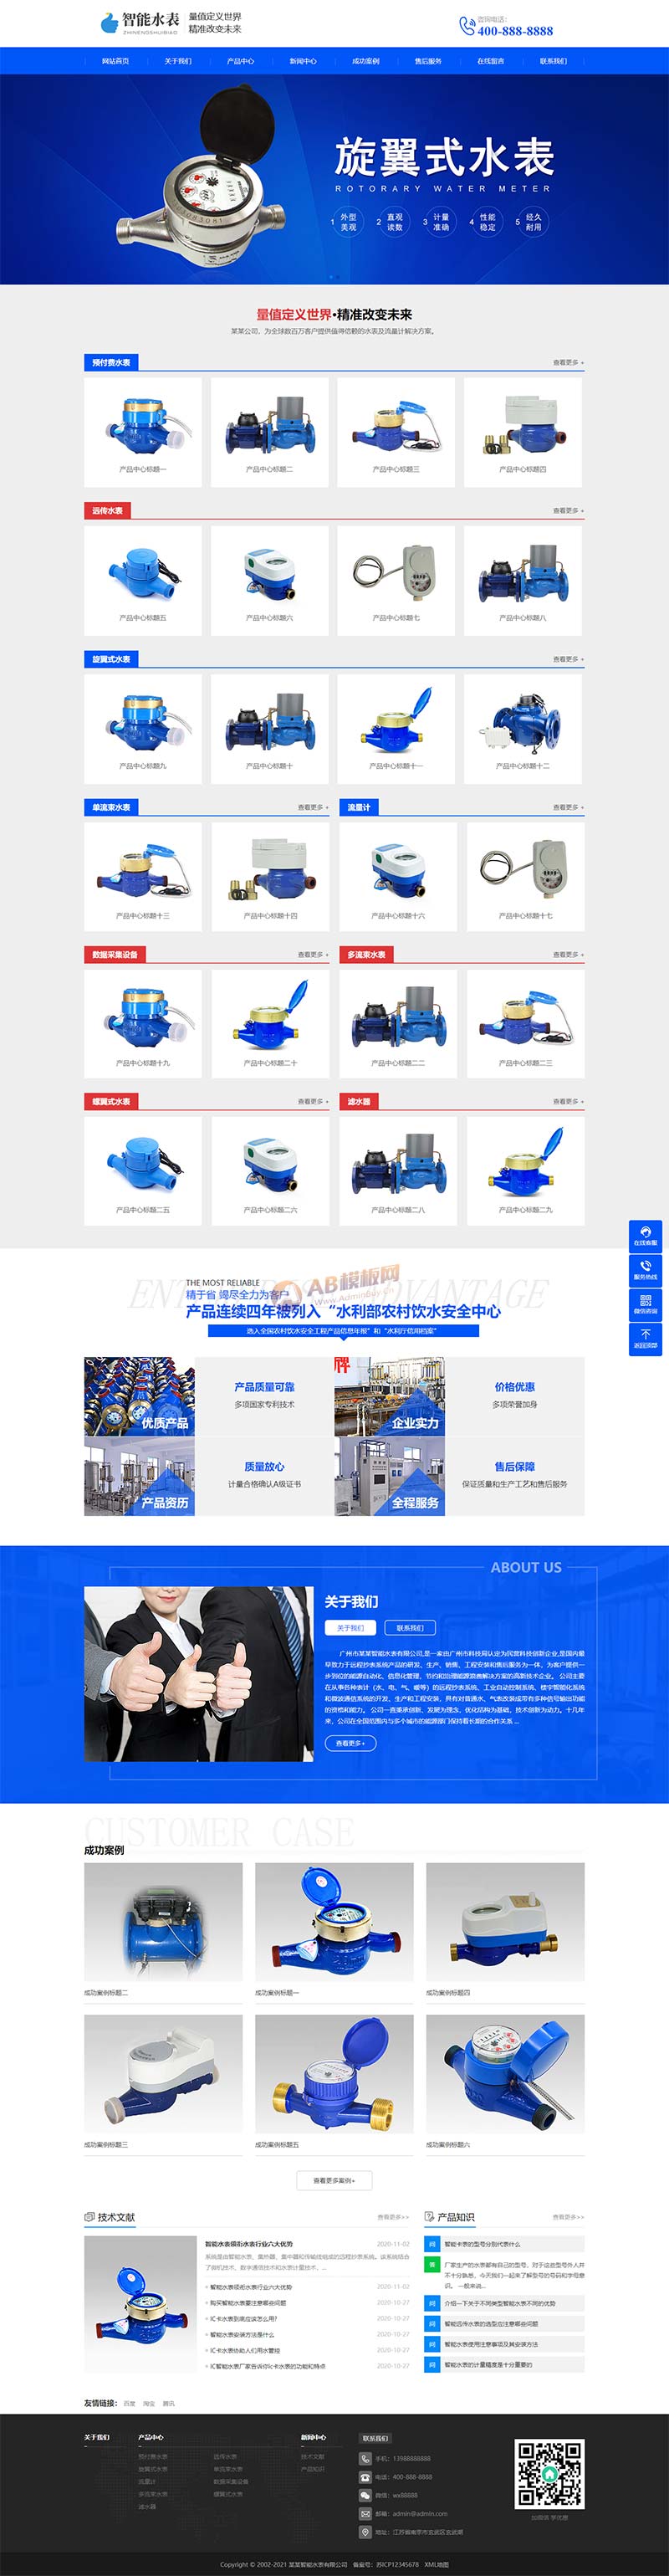 智能水表
ZHINENGSHUIBIAO
量值定义世界
精准改变未来
咨询电话：
400-888-8888
网站首页
关于我们
产品中心
新闻中心
成功案例
售后服务
在线留言
联系我们
旋翼式水表
ROTORARY WATER METER
1 外型美观
2 直观读数
3 计量准确
4 性能稳定
5 经久耐用
量值定义世界·精准改变未来
某某公司，为全球数百万客户提供值得信赖的水表及流量计解决方案。
预付费水表
查看更多 +
产品中心标题一
产品中心标题二
产品中心标题三
产品中心标题四
远传水表
查看更多 +
产品中心标题五
产品中心标题六
产品中心标题七
产品中心标题八
旋翼式水表
查看更多 +
产品中心标题九
产品中心标题十
产品中心标题十一
产品中心标题十二
单流束水表
查看更多 +
流量计
查看更多 +
产品中心标题十三
产品中心标题十四
产品中心标题十六
产品中心标题十七
数据采集设备
查看更多 +
多流束水表
查看更多 +
产品中心标题十九
产品中心标题二十
产品中心标题二二
产品中心标题二三
螺翼式水表
查看更多 +
滤水器
查看更多 +
产品中心标题二五
产品中心标题二六
产品中心标题二八
产品中心标题二九
在线客服
服务热线
微信咨询
返回顶部
THE MOST RELIABLE
精于省 竭尽全力为客户
AB模板网
www.Adminbuy.Cn
产品连续四年被列入“水利部农村饮水安全中心
选入全国农村饮水安全工程产品信息年报”和“水利厅信用档案”
优质产品
产品质量可靠
多项国家专利技术
企业实力
价格优惠
多项荣誉加身
产品资历
质量放心
计量合格确认A级证书
全程服务
售后保障
保证质量和生产工艺和售后服务
ABOUT US
关于我们
关于我们
联系我们
广州市某某智能水表有限公司,是一家由广州市科技局认定为民营科技创新企业,是国内最
早致力于远程抄表系统产品的研发、生产、销售、工程安装和售后服务为一体，为客户提供一
步到位的能源自动化、信息化管理、节约和治理能源浪表解决方案的高新技术企业。 公司主要
在从事各种表计（水、电、气、暖等）的远程抄表系统、工业自动控制系统、楼宇智能化系统
和微波通信系统的开发、生产和工程安装，具有对普通水、气表改装成带有多种信号输出功能
的资格和能力。 公司一直秉承创新、发展为理念，优化结构为基础，技术创新为动力。十几年
来，公司在全国范围内与多个城市的能源部门保持着长期的合作关系 ...
查看更多+
CUSTOMER CASE
成功案例
成功案例标题二
成功案例标题一
成功案例标题四
成功案例标题三
成功案例标题五
成功案例标题六
查看更多案例+
技术文献
查看更多>>
智能水表领衔水表行业六大优势
2020-11-02
系统是由智能水表、集热器、集中器和传输线组成的远程抄表系统。该系统结合
了微机技术、数字通信技术和水表计量技术，...
智能水表领衔水表行业六大优势
2020-11-02
购买智能水表要注意哪些问题
2020-10-27
IC卡水表到底应该怎么用？
2020-10-27
智能水表安装方法是什么
2020-10-27
IC卡水表协助人们用水管控
2020-10-27
IC智能水表厂家告诉你ic卡水表的功能和特点
2020-10-27
产品知识
查看更多>>
问 智能卡表的型号分别代表什么
答 厂家生产的水表都有自己的型号，对于这些型号外人并
不十分熟悉，今天我们一起来了解型号的号码和字母意
识。 一般来说...
问 介绍一下关于不同类型智能水表不同的优势
问 智能远传水表的选型应注意哪些问题
问 智能水表使用注意事项及其安装方法
问 智能水表的计量精度是十分重要的
友情链接：
百度
淘宝
腾讯
关于我们
产品中心
预付费水表
远传水表
旋翼式水表
单流束水表
流量计
数据采集设备
多流束水表
螺翼式水表
滤水器
新闻中心
技术文献
产品知识
联系我们
手机：13988888888
电话：400-888-8888
微信：wx88888
邮箱：admin@admin.com
地址：江苏省南京市玄武区玄武湖
加微信 享优惠
Copyright © 2002-2021 某某智能水表有限公司 备案号：苏ICP12345678 XML地图